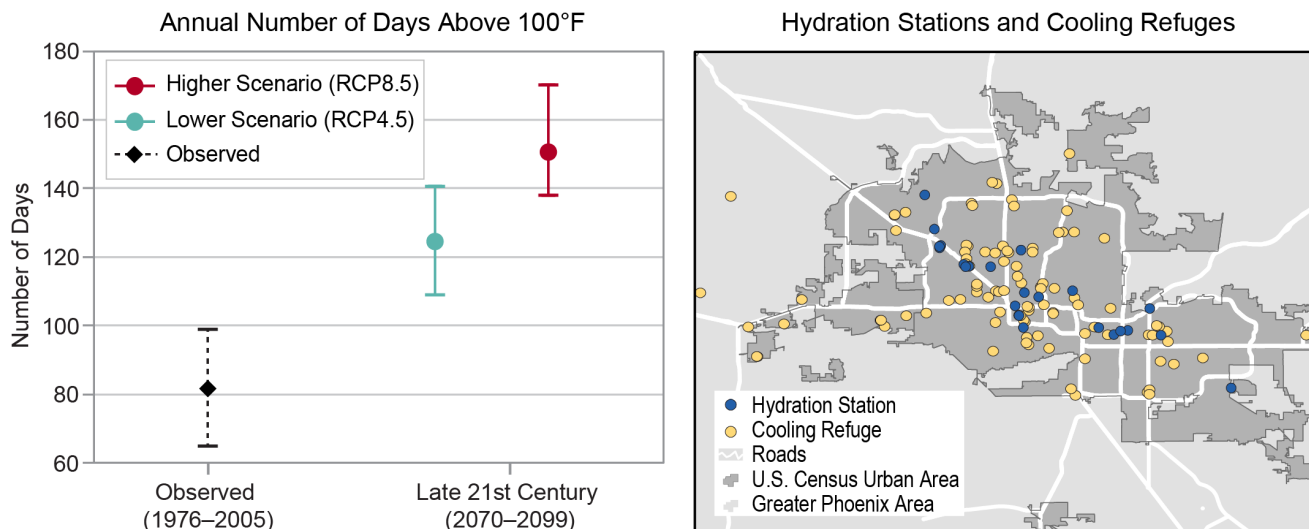 Annual Number of Days Above 100°F
180
160
140
120
100
80
60
Number of Days
Higher Scenario (RCP8.5)
Lower Scenario (RCP4.5)
Observed
Observed
(1976–2005)
Late 21st Century
(2070–2099)
Hydration Stations and Cooling Refuges
Hydration Station
Cooling Refuge
Roads
U.S. Census Urban Area
Greater Phoenix Area